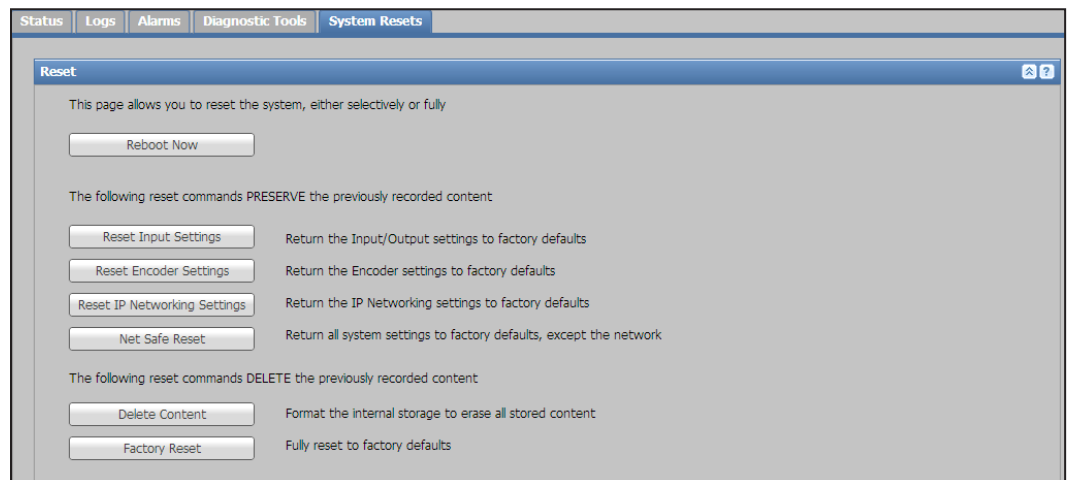 Status Logs Alarms Diagnostic Tools System Resets
Reset ?
This page allows you to reset the system, either selectively or fully
Reboot Now
The following reset commands PRESERVE the previously recorded content
Reset Input Settings Return the Input/Output settings to factory defaults
Reset Encoder Settings Return the Encoder settings to factory defaults
Reset IP Networking Settings Return the IP Networking settings to factory defaults
Net Safe Reset Return all system settings to factory defaults, except the network
The following reset commands DELETE the previously recorded content
Delete Content Format the internal storage to erase all stored content
Factory Reset Fully reset to factory defaults